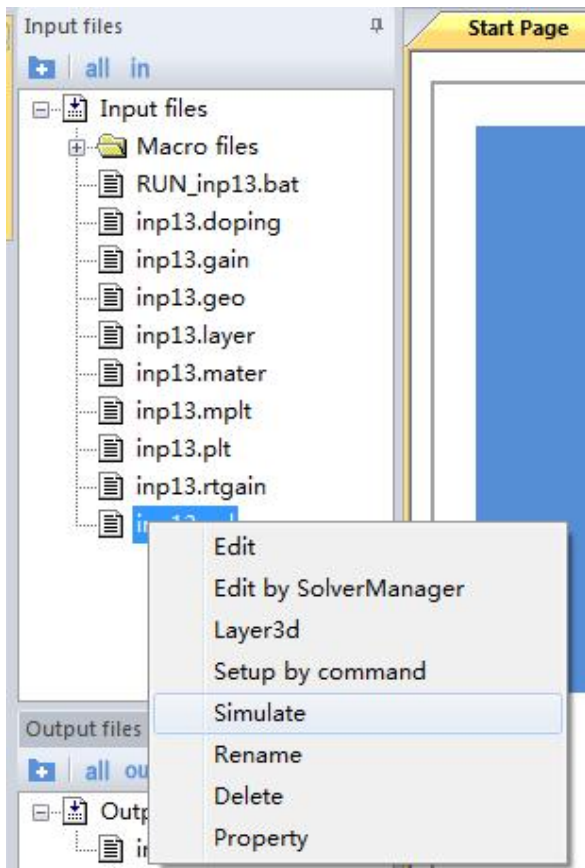 Input files
Start Page
all in
Input files
Macro files
RUN_inp13.bat
inp13.doping
inp13.gain
inp13.geo
inp13.layer
inp13.mater
inp13.mplt
inp13.plt
inp13.rtgain
Edit
Edit by SolverManager
Layer3d
Setup by command
Simulate
Rename
Delete
Property
Output files
all